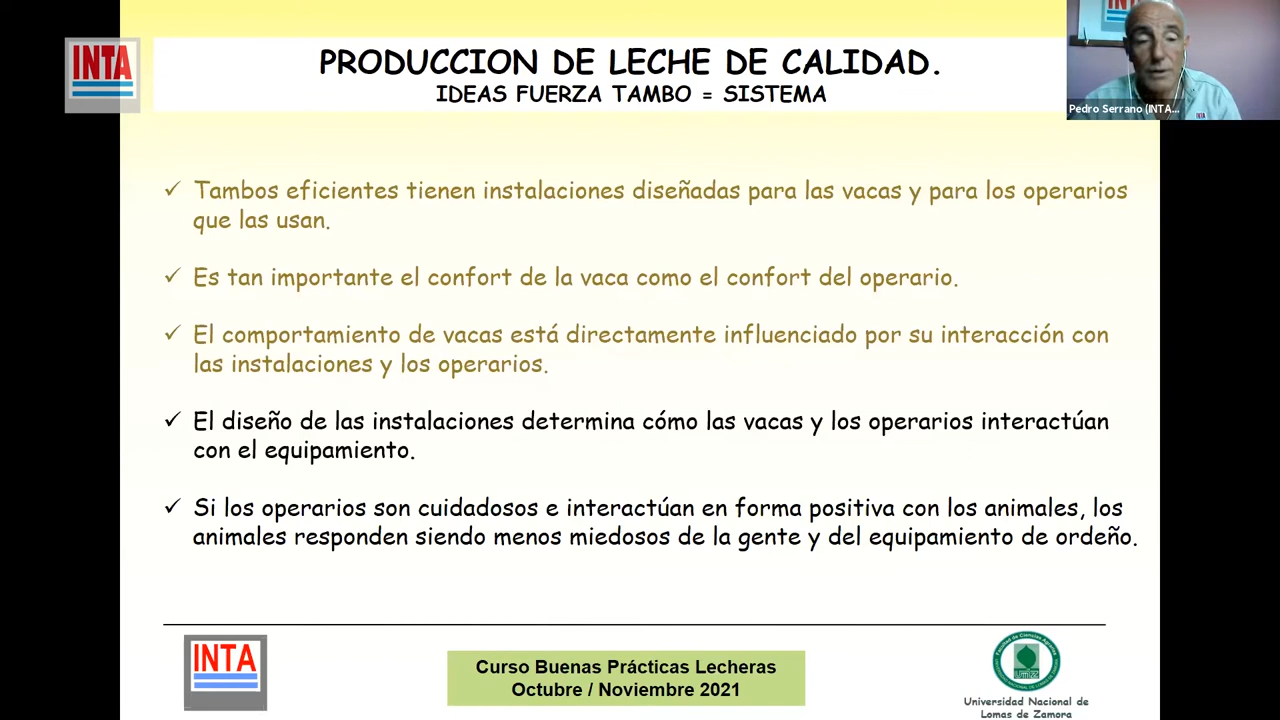 INTA
PRODUCCION DE LECHE DE CALIDAD.
IDEAS FUERZA TAMBO = SISTEMA
Pedro Serrano (INTA...
✓ Tambos eficientes tienen instalaciones diseñadas para las vacas y para los operarios
que las usan.
✓ Es tan importante el confort de la vaca como el confort del operario.
✓ El comportamiento de vacas está directamente influenciado por su interacción con
las instalaciones y los operarios.
✓ El diseño de las instalaciones determina cómo las vacas y los operarios interactúan
con el equipamiento.
✓ Si los operarios son cuidadosos e interactúan en forma positiva con los animales, los
animales responden siendo menos miedosos de la gente y del equipamiento de ordeño.
INTA
Curso Buenas Prácticas Lecheras
Octubre / Noviembre 2021
Universidad Nacional de
Lomas de Zamora